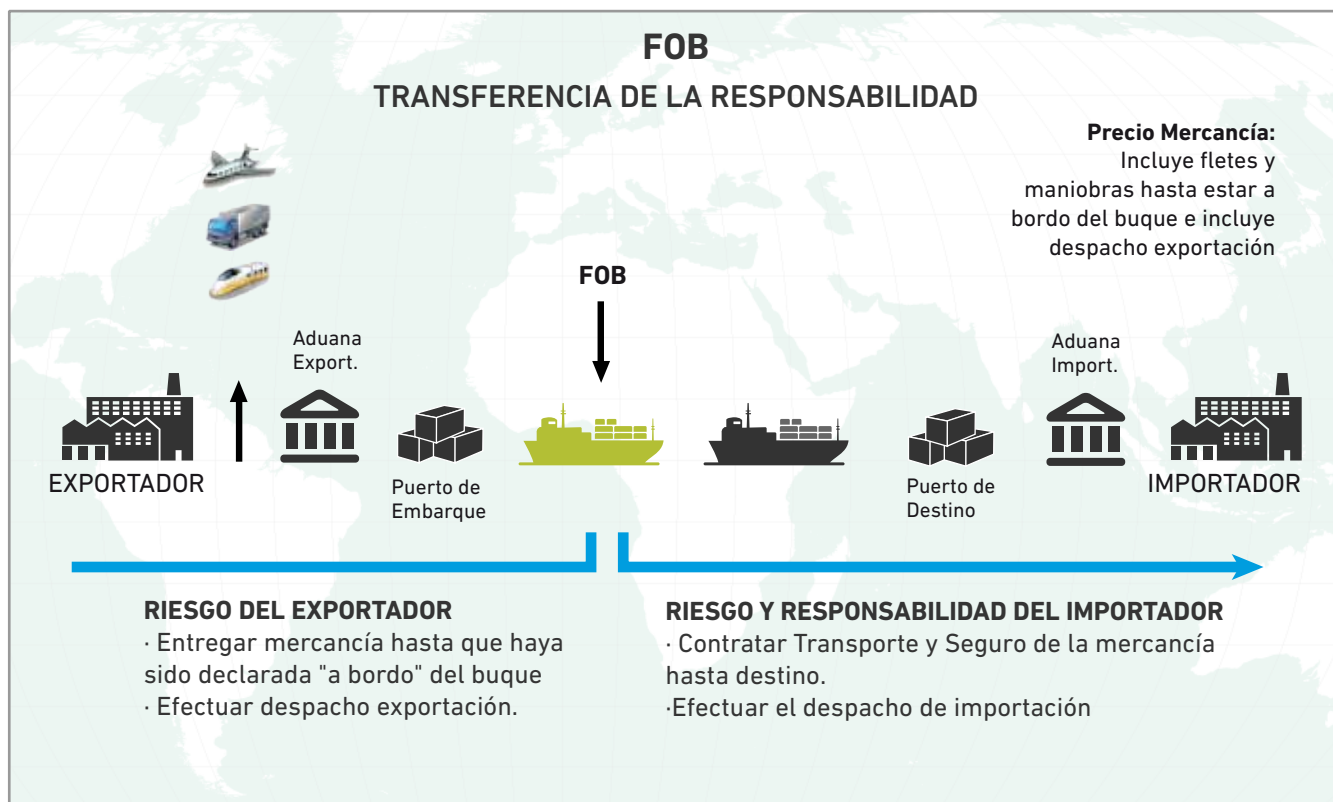 FOB
TRANSFERENCIA DE LA RESPONSABILIDAD
Precio Mercancía:
Incluye fletes y
maniobras hasta estar a
bordo del buque e incluye
despacho exportación
FOB
Aduana
Export.
Aduana
Import.
EXPORTADOR
Puerto de
Embarque
Puerto de
Destino
IMPORTADOR
RIESGO DEL EXPORTADOR
· Entregar mercancía hasta que haya
sido declarada "a bordo" del buque
· Efectuar despacho exportación.
RIESGO Y RESPONSABILIDAD DEL IMPORTADOR
· Contratar Transporte y Seguro de la mercancía
hasta destino.
·Efectuar el despacho de importación